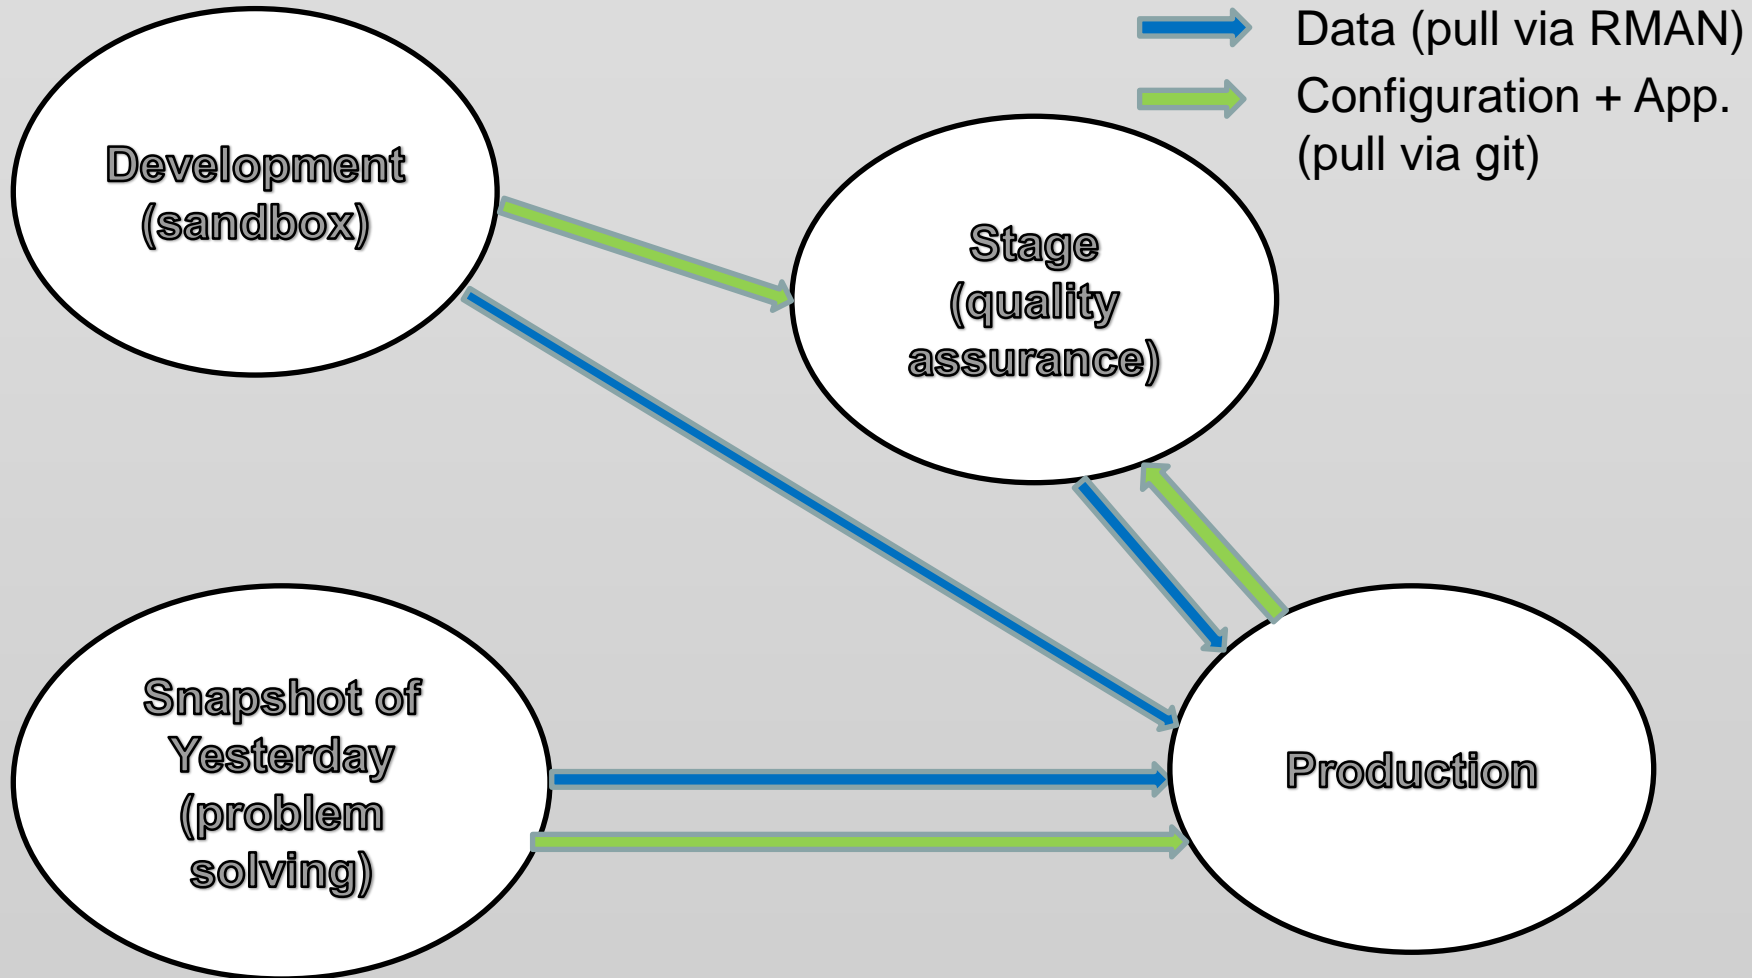 Data (pull via RMAN)
Configuration + App.
(pull via git)
Development
(sandbox)
Stage
(quality
assurance)
Snapshot of
Yesterday
(problem
solving)
Production